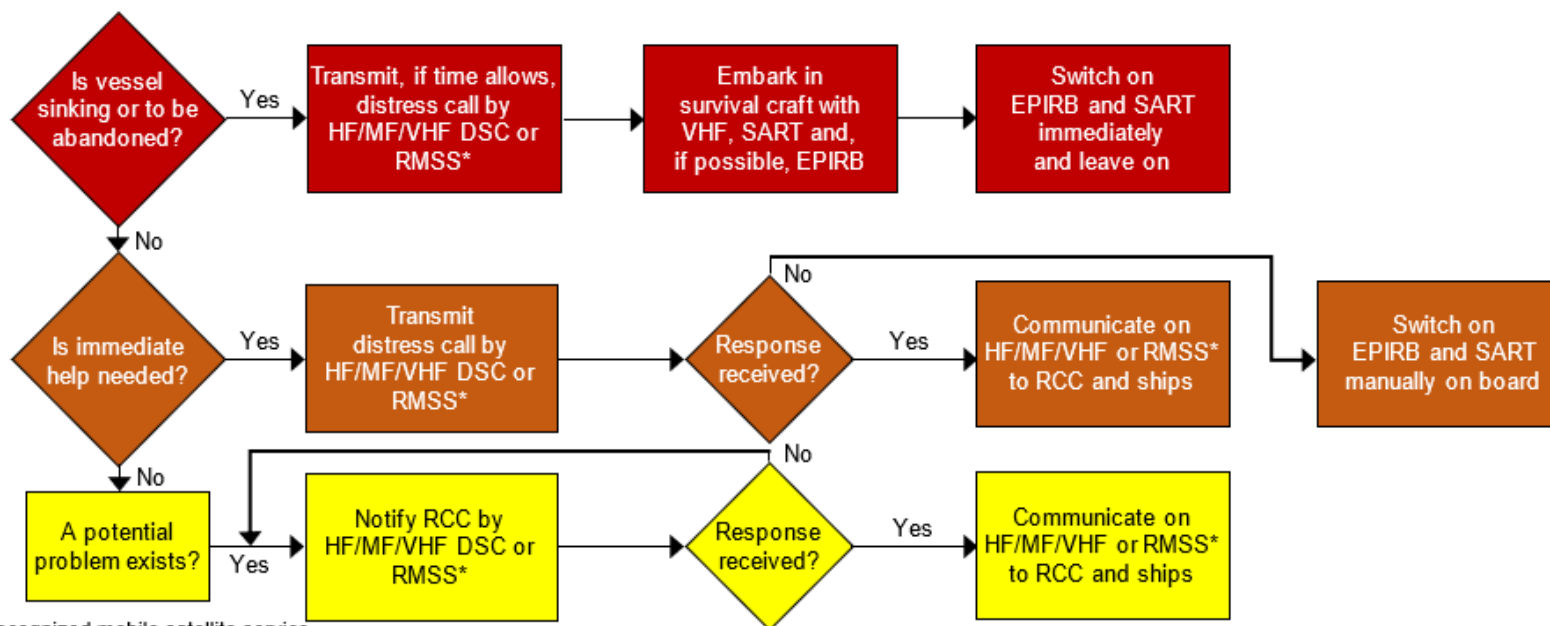 Is vessel
sinking or to be
abandoned?
Yes
Transmit, if time allows,
distress call by
HF/MF/VHF DSC or
RMSS*
Embark in
survival craft with
VHF, SART and,
if possible, EPIRB
Switch on
EPIRB and SART
immediately
and leave on
No
Is immediate
help needed?
Yes
Transmit
distress call by
HF/MF/VHF DSC or
RMSS*
Response
received?
No
Yes
Communicate on
HF/MF/VHF or RMSS*
to RCC and ships
Switch on
EPIRB and SART
manually on board
No
A potential
problem exists?
Yes
Notify RCC by
HF/MF/VHF DSC or
RMSS*
Response
received?
No
Yes
Communicate on
HF/MF/VHF or RMSS*
to RCC and ships